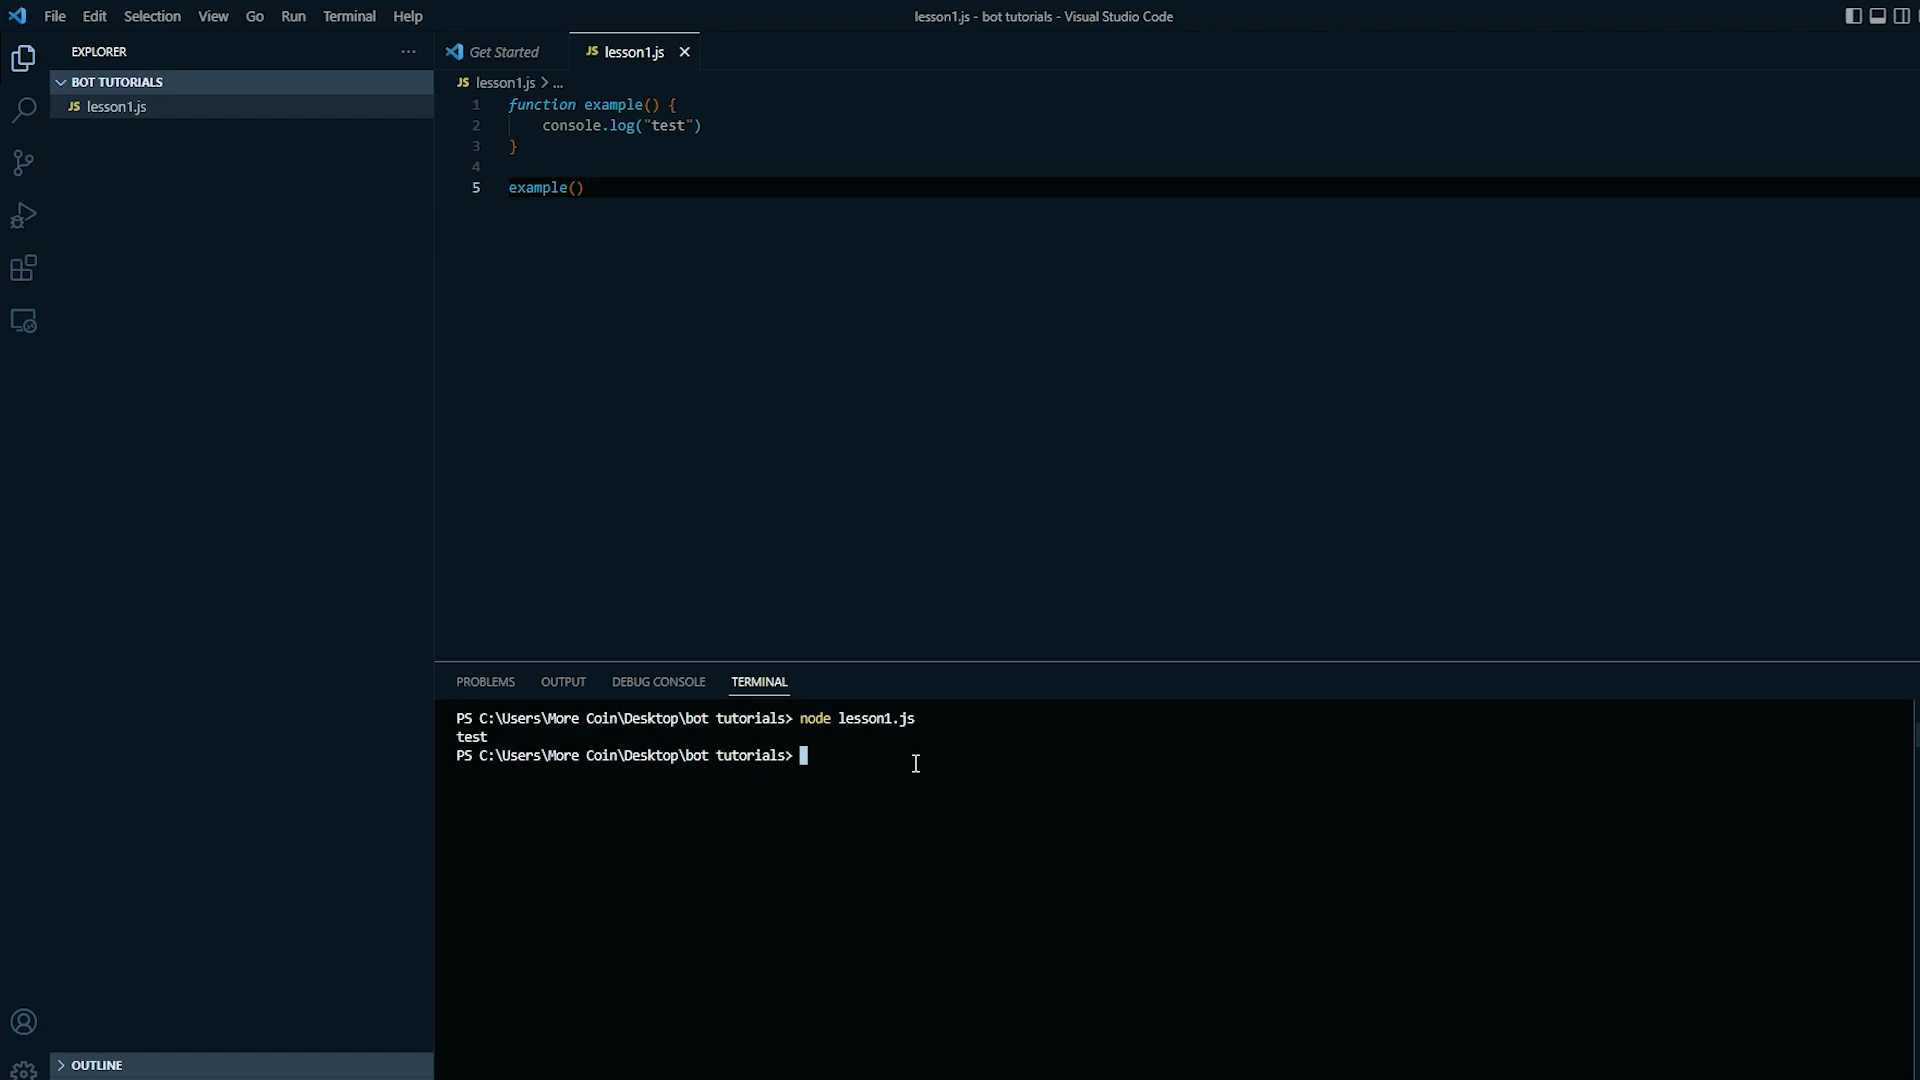 File Edit Selection View Go Run Terminal Help
lesson1.js - bot tutorials - Visual Studio Code
EXPLORER
BOT TUTORIALS
JS lesson1.js
OUTLINE
Get Started
JS lesson1.js
JS lesson1.js > ...
1 function example() {
2 console.log("test")
3 }
4
5 example()
PROBLEMS OUTPUT DEBUG CONSOLE TERMINAL
PS C:\Users\More Coin\Desktop\bot tutorials> node lesson1.js
test
PS C:\Users\More Coin\Desktop\bot tutorials>